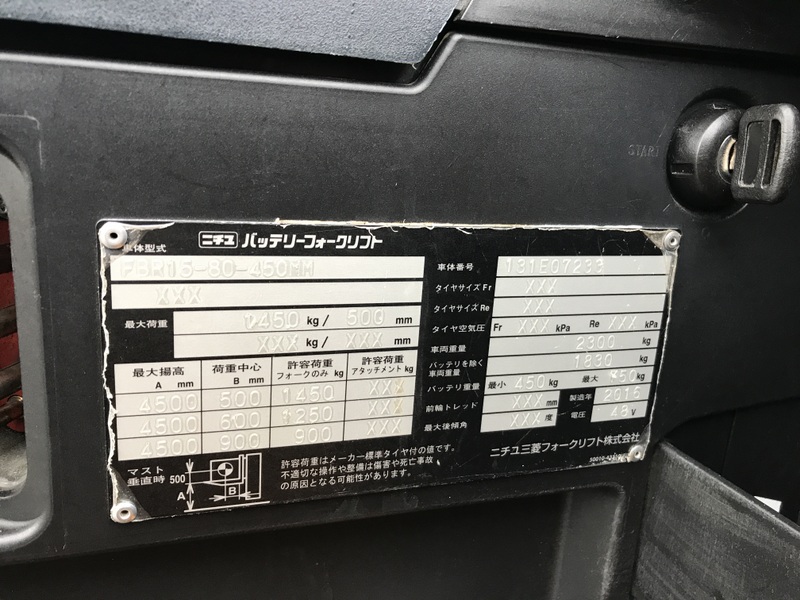 START
ニチユ バッテリーフォークリフト
車体型式
FBR15-80-450MM
XXX
最大荷重 1450 kg / 500 mm
XXX kg / XXX mm
最大揚高 A mm 荷重中心 B mm 許容荷重 フォークのみ kg 許容荷重 アタッチメント kg
4500 500 1450 XXX
4500 600 1250 XXX
4500 900 900 XXX
マスト
垂直時 500
A
B
許容荷重はメーカー標準タイヤ付の値です。
不適切な操作や整備は傷害や死亡事故
の原因となる可能性があります。
車体番号 131E07233
タイヤサイズ Fr XXX
タイヤサイズ Re XXX
タイヤ空気圧 Fr XXX kPa Re XXX kPa
車両重量 2300 kg
バッテリを除く
車両重量 1830 kg
バッテリ重量 最小 450 kg 最大 kg
前輪トレッド XXX mm 製造年 2015
最大後傾角 XXX 度 電圧 48 V
ニチユ三菱フォークリフト株式会社